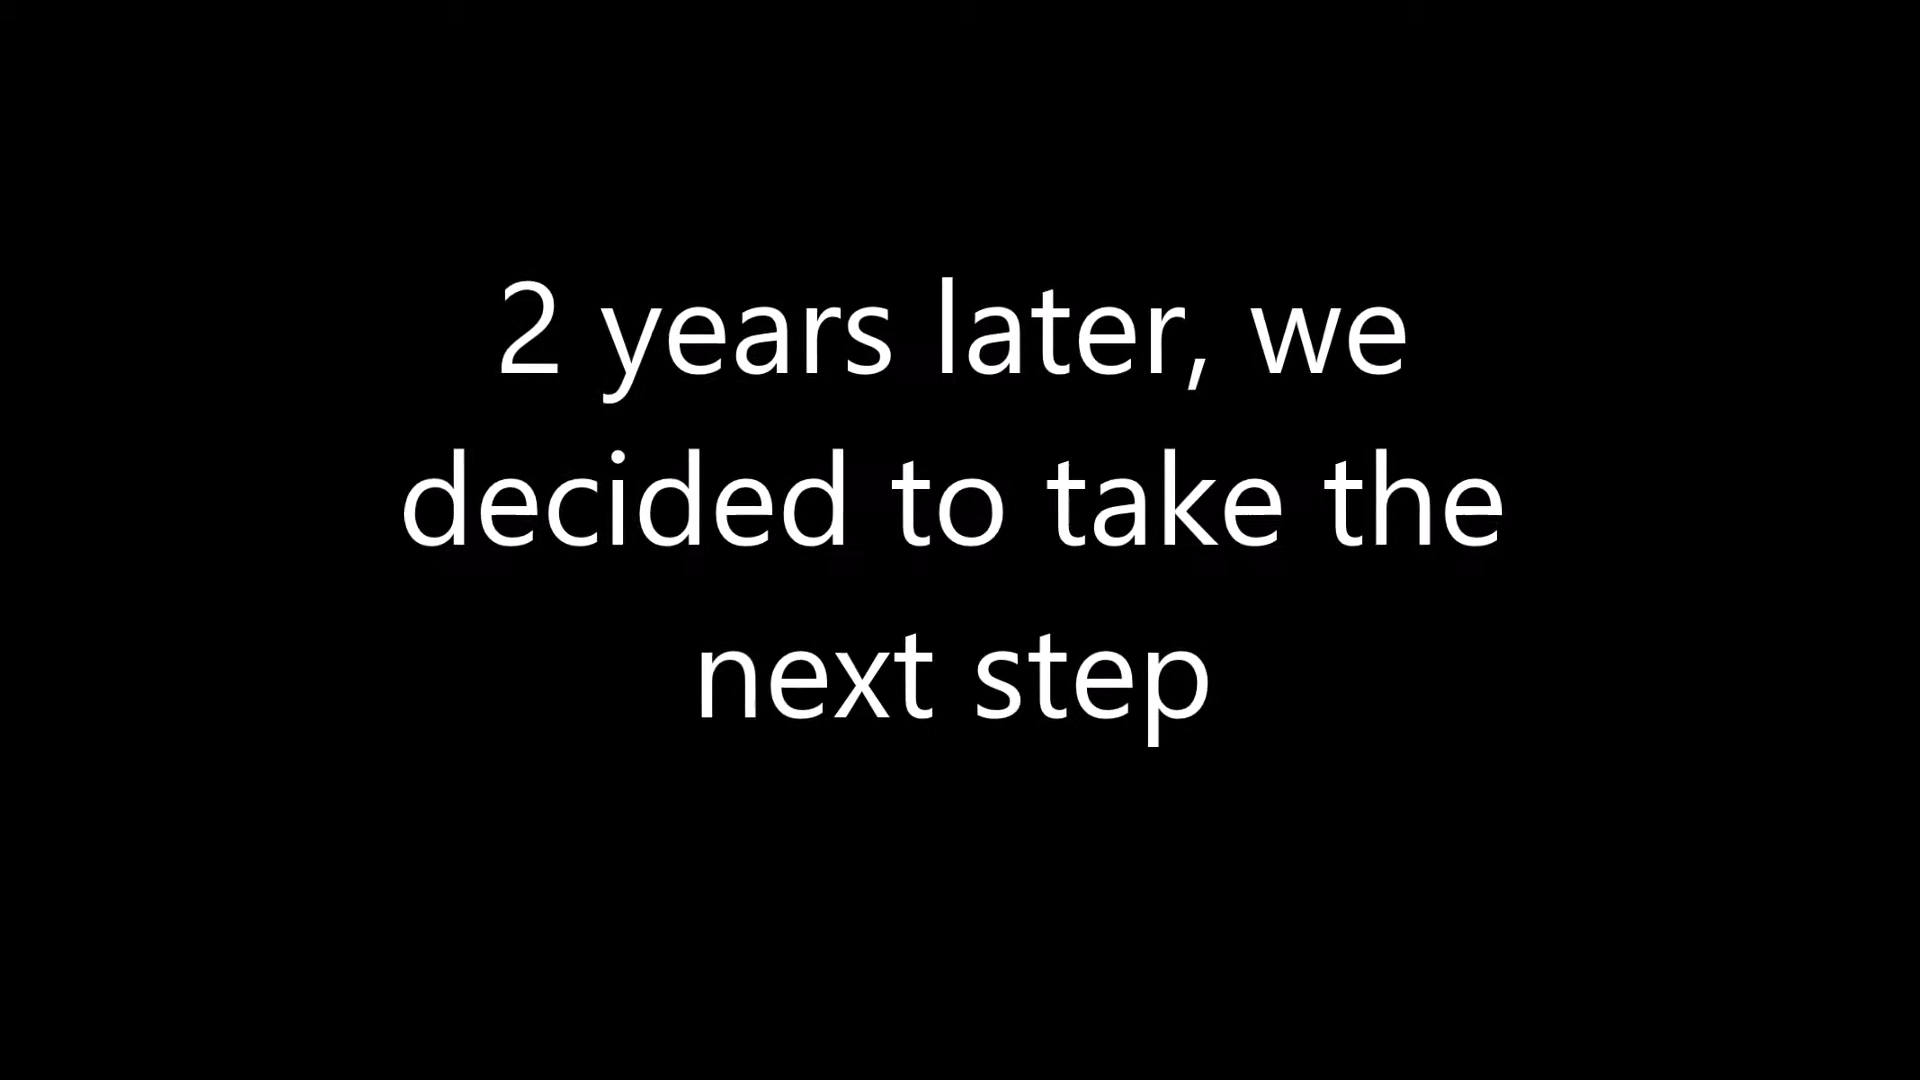 2 years later, we
decided to take the
next step